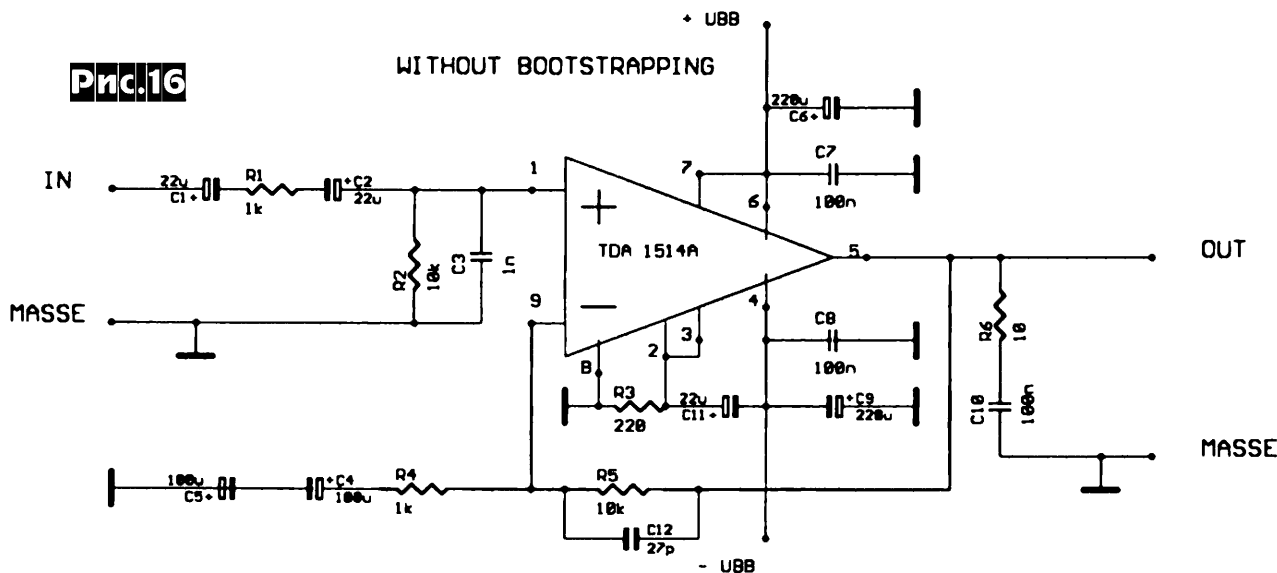 + UBB
Рис.16
WITHOUT BOOTSTRAPPING
220u
C6+
C7
100n
7
6
IN
22u
C1+
R1
1k
+C2
22u
1
R2
10k
C3
1n
TDA 1514A
5
OUT
MASSE
9
4
3
2
8
C8
100n
R6
10
R3
220
22u
C11+
+C9
220u
C10
100n
MASSE
100u
C5+
+C4
100u
R4
1k
R5
10k
C12
27p
- UBB